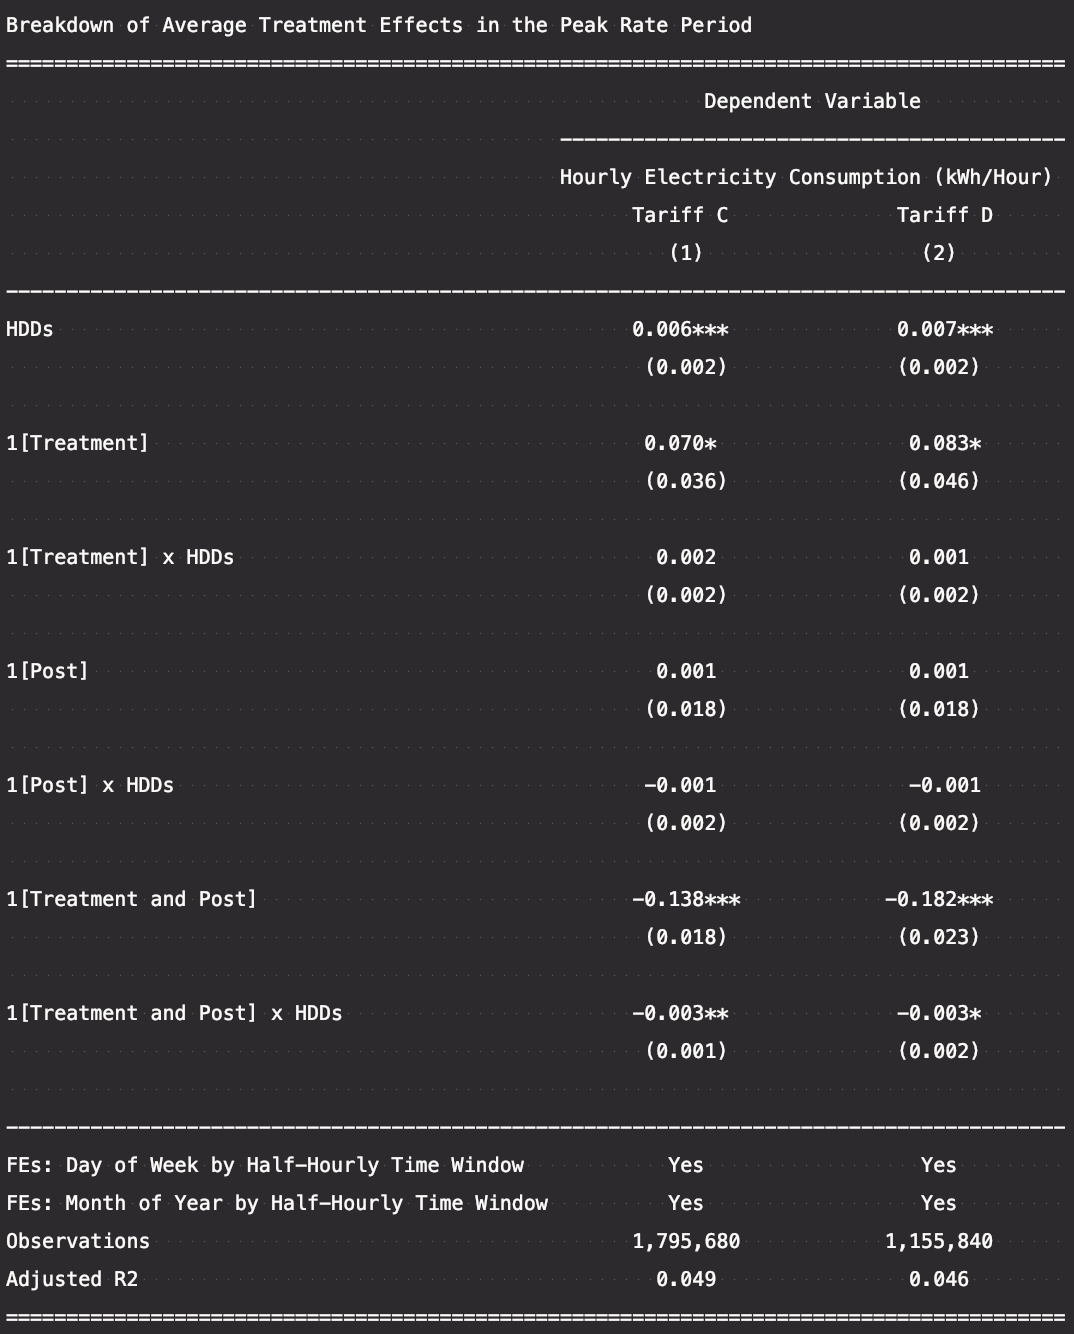 Breakdown of Average Treatment Effects in the Peak Rate Period
Dependent Variable
Hourly Electricity Consumption (kWh/Hour)
Tariff C Tariff D
(1) (2)
HDDs 0.006*** 0.007***
(0.002) (0.002)
1[Treatment] 0.070* 0.083*
(0.036) (0.046)
1[Treatment] x HDDs 0.002 0.001
(0.002) (0.002)
1[Post] 0.001 0.001
(0.018) (0.018)
1[Post] x HDDs −0.001 −0.001
(0.002) (0.002)
1[Treatment and Post] −0.138*** −0.182***
(0.018) (0.023)
1[Treatment and Post] x HDDs −0.003** −0.003*
(0.001) (0.002)
FEs: Day of Week by Half−Hourly Time Window Yes Yes
FEs: Month of Year by Half−Hourly Time Window Yes Yes
Observations 1,795,680 1,155,840
Adjusted R2 0.049 0.046